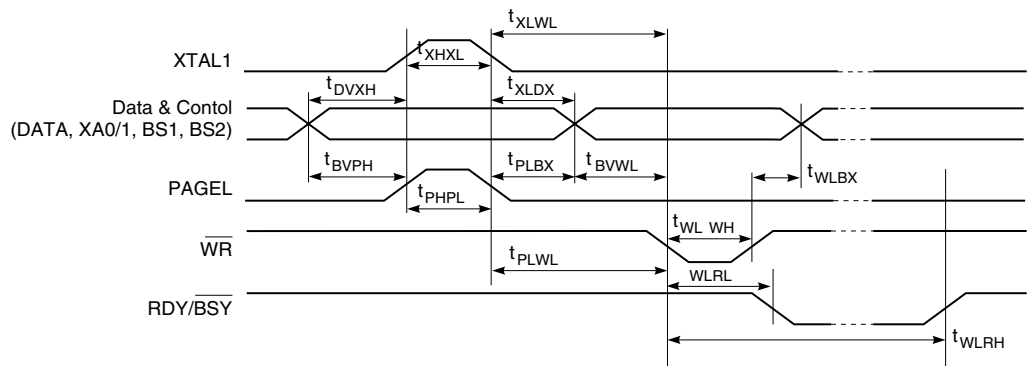 tXLWL
XTAL1
tXHXL
tDVXH
tXLDX
Data & Contol
(DATA, XA0/1, BS1, BS2)
tBVPH
tPLBX
tBVWL
tWLBX
PAGEL
tPHPL
tWL WH
WR
tPLWL
WLRL
RDY/BSY
tWLRH